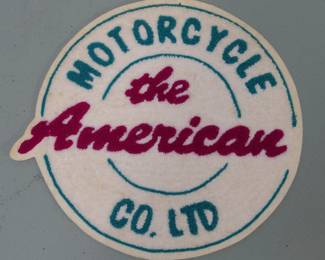 MOTORCYCLE
the
American
CO. LTD